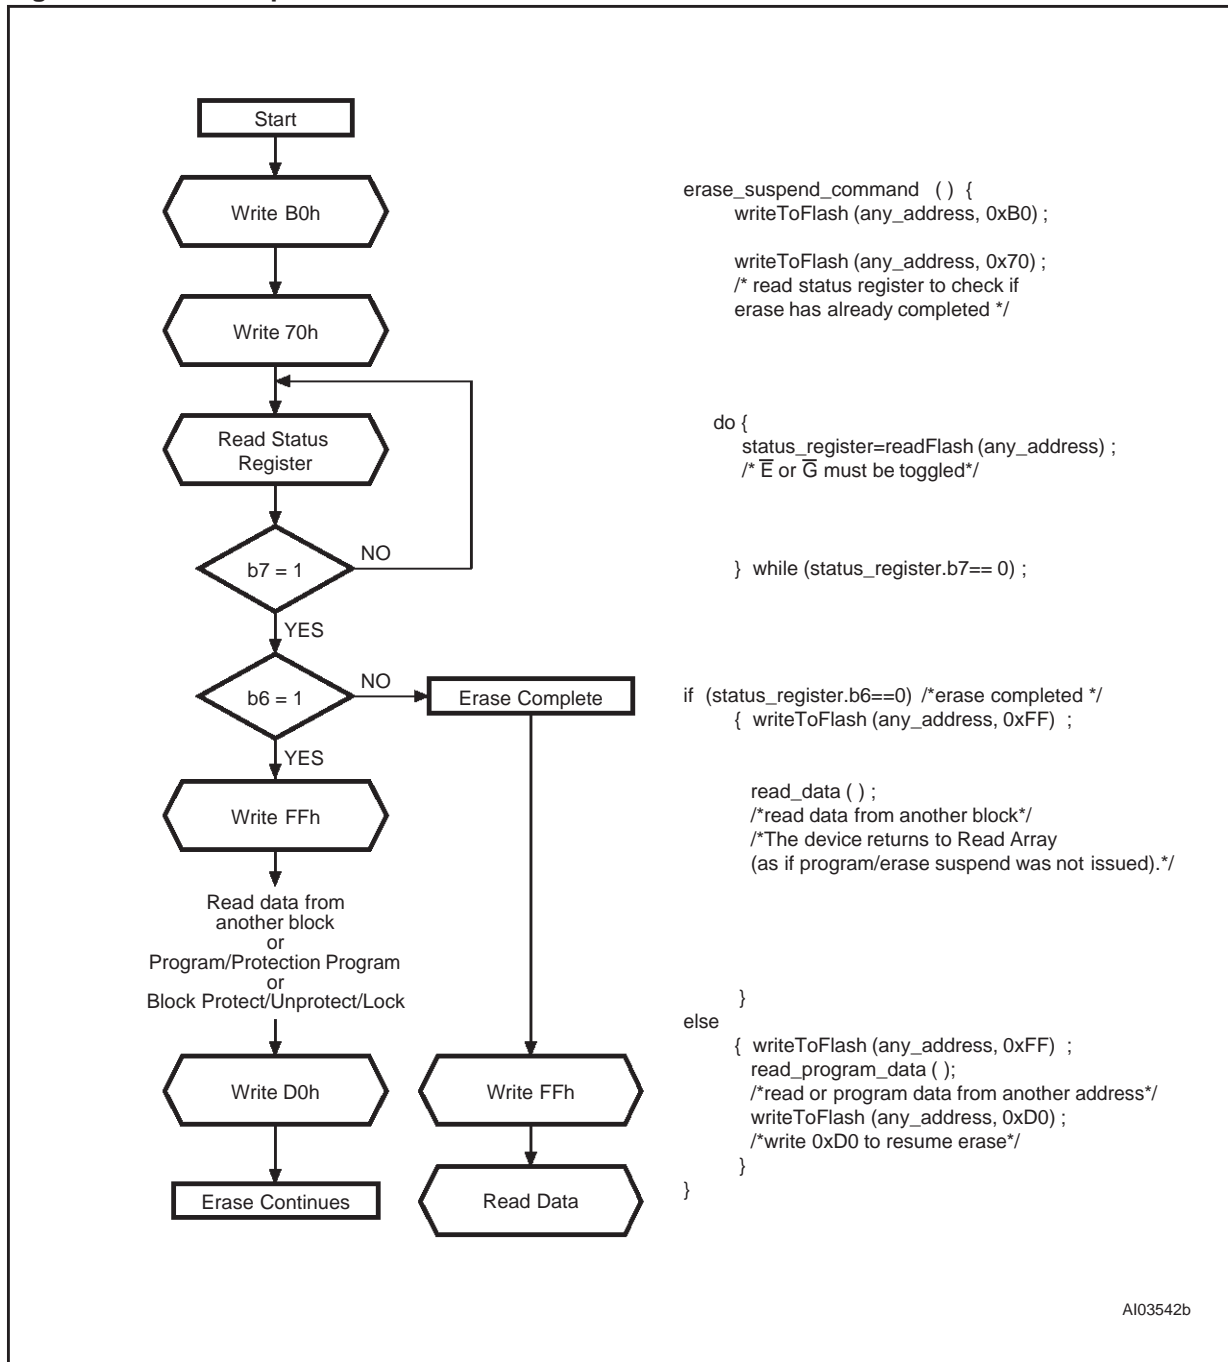 Start
Write B0h
Write 70h
Read Status
Register
b7 = 1
NO
YES
b6 = 1
NO
Erase Complete
YES
Write FFh
Read data from
another block
or
Program/Protection Program
or
Block Protect/Unprotect/Lock
Write D0h
Write FFh
Erase Continues
Read Data
erase_suspend_command ( ) {
writeToFlash (any_address, 0xB0) ;
writeToFlash (any_address, 0x70) ;
/* read status register to check if
erase has already completed */
do {
status_register=readFlash (any_address) ;
/* E̅ or G̅ must be toggled*/
} while (status_register.b7== 0) ;
if (status_register.b6==0) /*erase completed */
{ writeToFlash (any_address, 0xFF) ;
read_data ( ) ;
/*read data from another block*/
/*The device returns to Read Array
(as if program/erase suspend was not issued).*/
}
else
{ writeToFlash (any_address, 0xFF) ;
read_program_data ( );
/*read or program data from another address*/
writeToFlash (any_address, 0xD0) ;
/*write 0xD0 to resume erase*/
}
}
AI03542b